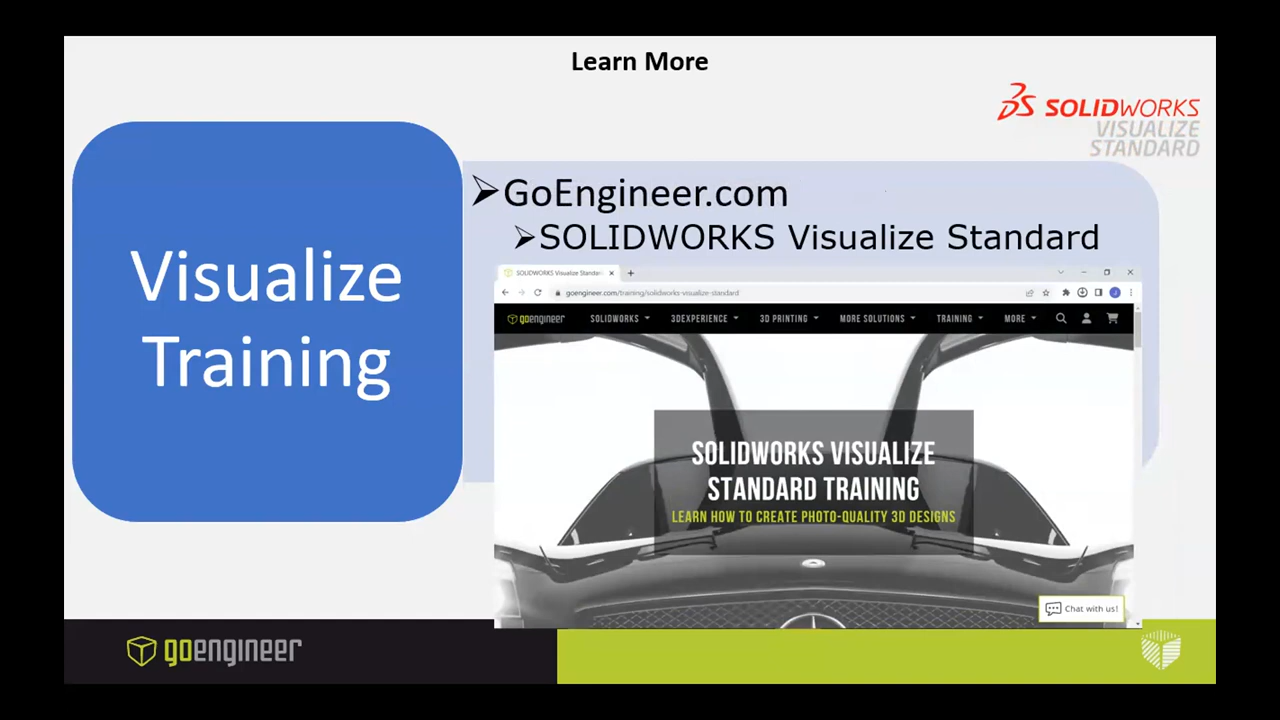 Learn More
SOLIDWORKS
VISUALIZE
STANDARD
Visualize
Training
GoEngineer.com
SOLIDWORKS Visualize Standard
SOLIDWORKS Visualize Standard
goengineer.com/training/solidworks-visualize-standard
goengineer SOLIDWORKS 3DEXPERIENCE 3D PRINTING MORE SOLUTIONS TRAINING MORE
SOLIDWORKS VISUALIZE
STANDARD TRAINING
LEARN HOW TO CREATE PHOTO-QUALITY 3D DESIGNS
Chat with us!
goengineer